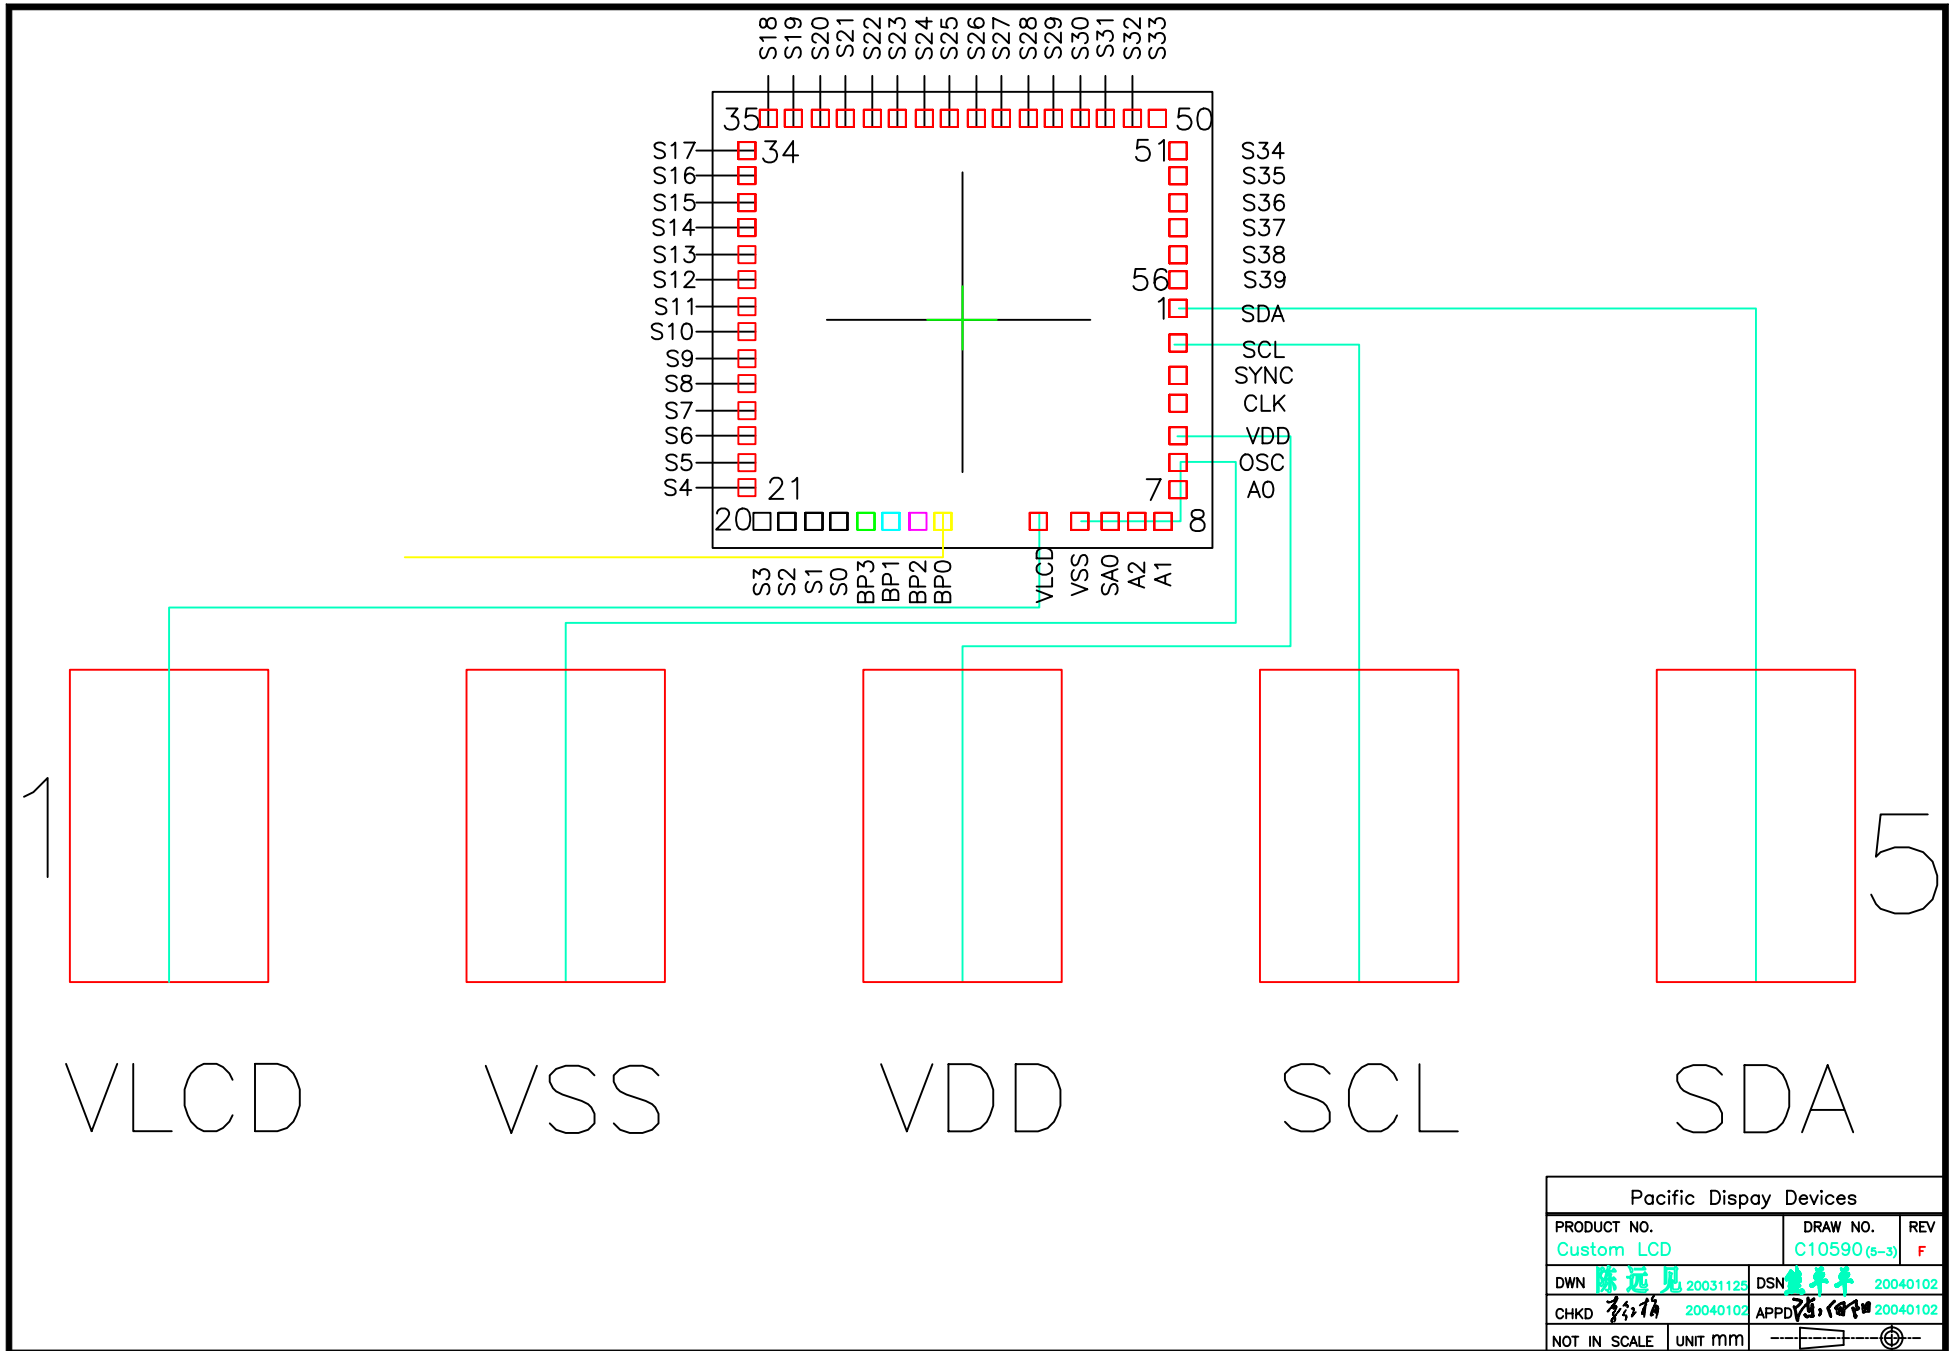 S18 S19 S20 S21 S22 S23 S24 S25 S26 S27 S28 S29 S30 S31 S32 S33
35 50
S17 34 51 S34
S16 S35
S15 S36
S14 S37
S13 S38
S12 56 S39
S11 1 SDA
S10
S9 SCL
S8 SYNC
S7 CLK
S6 VDD
S5 OSC
S4 21 7 A0
20 8
S3 S2 S1 S0 BP3 BP1 BP2 BP0 VLCD VSS SA0 A2 A1
1 5
VLCD VSS VDD SCL SDA
Pacific Dispay Devices
PRODUCT NO. DRAW NO. REV
Custom LCD C10590(5-3) F
DWN 陈远见 20031125 DSN 20040102
CHKD 20040102 APPD 20040102
NOT IN SCALE UNIT mm